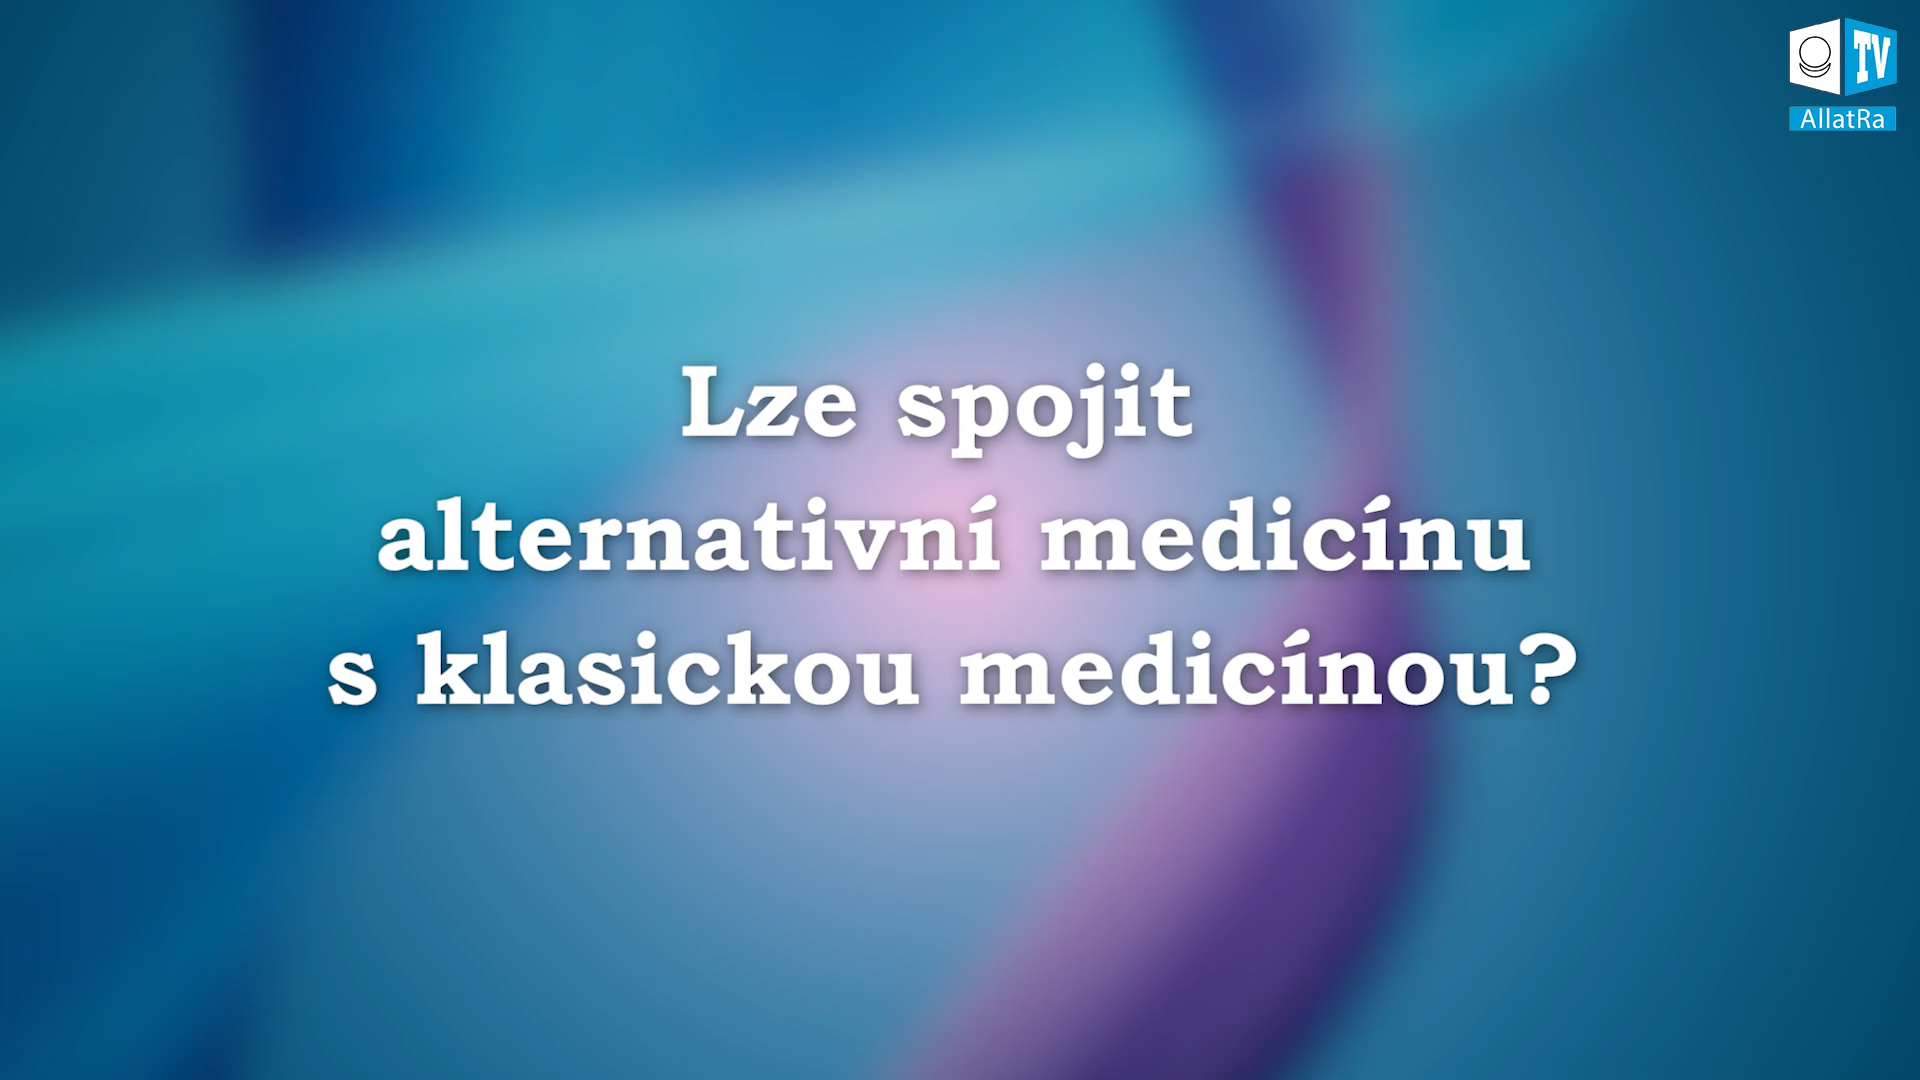 TV
AllatRa
Lze spojit
alternativní medicínu
s klasickou medicínou?